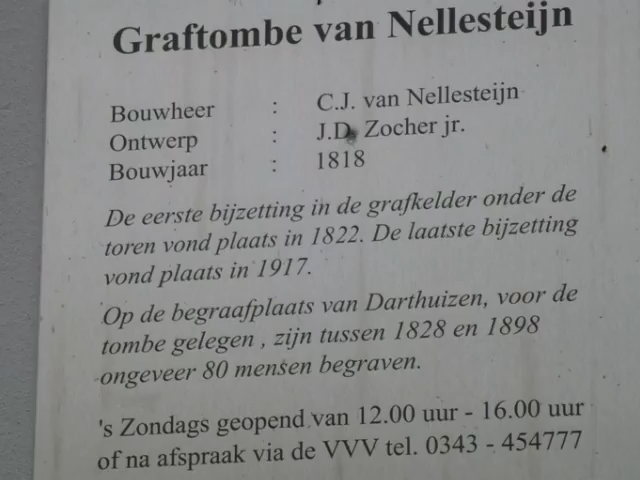 Graftombe van Nellesteijn
Bouwheer : C.J. van Nellesteijn
Ontwerp : J.D. Zocher jr.
Bouwjaar : 1818
De eerste bijzetting in de grafkelder onder de
toren vond plaats in 1822. De laatste bijzetting
vond plaats in 1917.
Op de begraafplaats van Darthuizen, voor de
tombe gelegen , zijn tussen 1828 en 1898
ongeveer 80 mensen begraven.
's Zondags geopend van 12.00 uur - 16.00 uur
of na afspraak via de VVV tel. 0343 - 454777